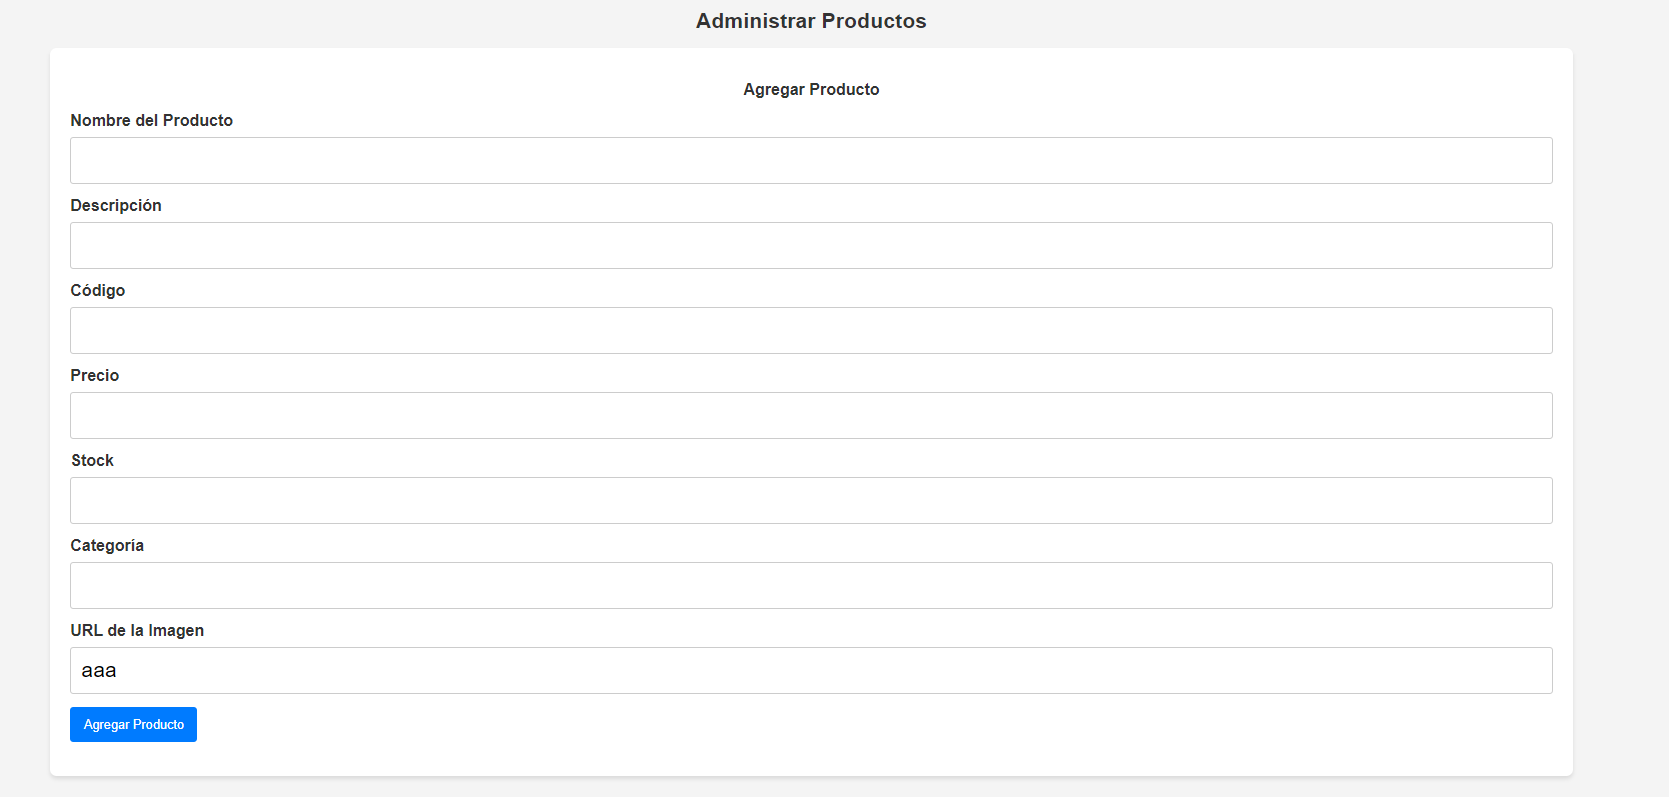 Administrar Productos
Agregar Producto
Nombre del Producto
Descripción
Código
Precio
Stock
Categoría
URL de la Imagen
aaa
Agregar Producto